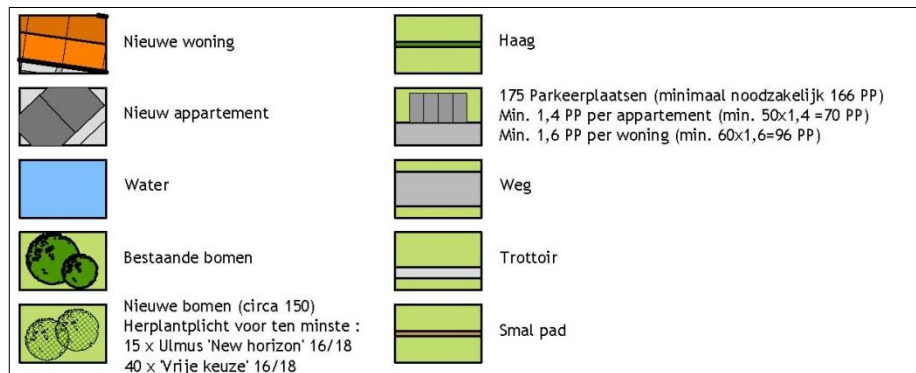 Nieuwe woning
Nieuw appartement
Water
Bestaande bomen
Nieuwe bomen (circa 150)
Herplantplicht voor ten minste :
15 x Ulmus 'New horizon' 16/18
40 x 'Vrije keuze' 16/18
Haag
175 Parkeerplaatsen (minimaal noodzakelijk 166 PP)
Min. 1,4 PP per appartement (min. 50x1,4 =70 PP)
Min. 1,6 PP per woning (min. 60x1,6=96 PP)
Weg
Trottoir
Smal pad